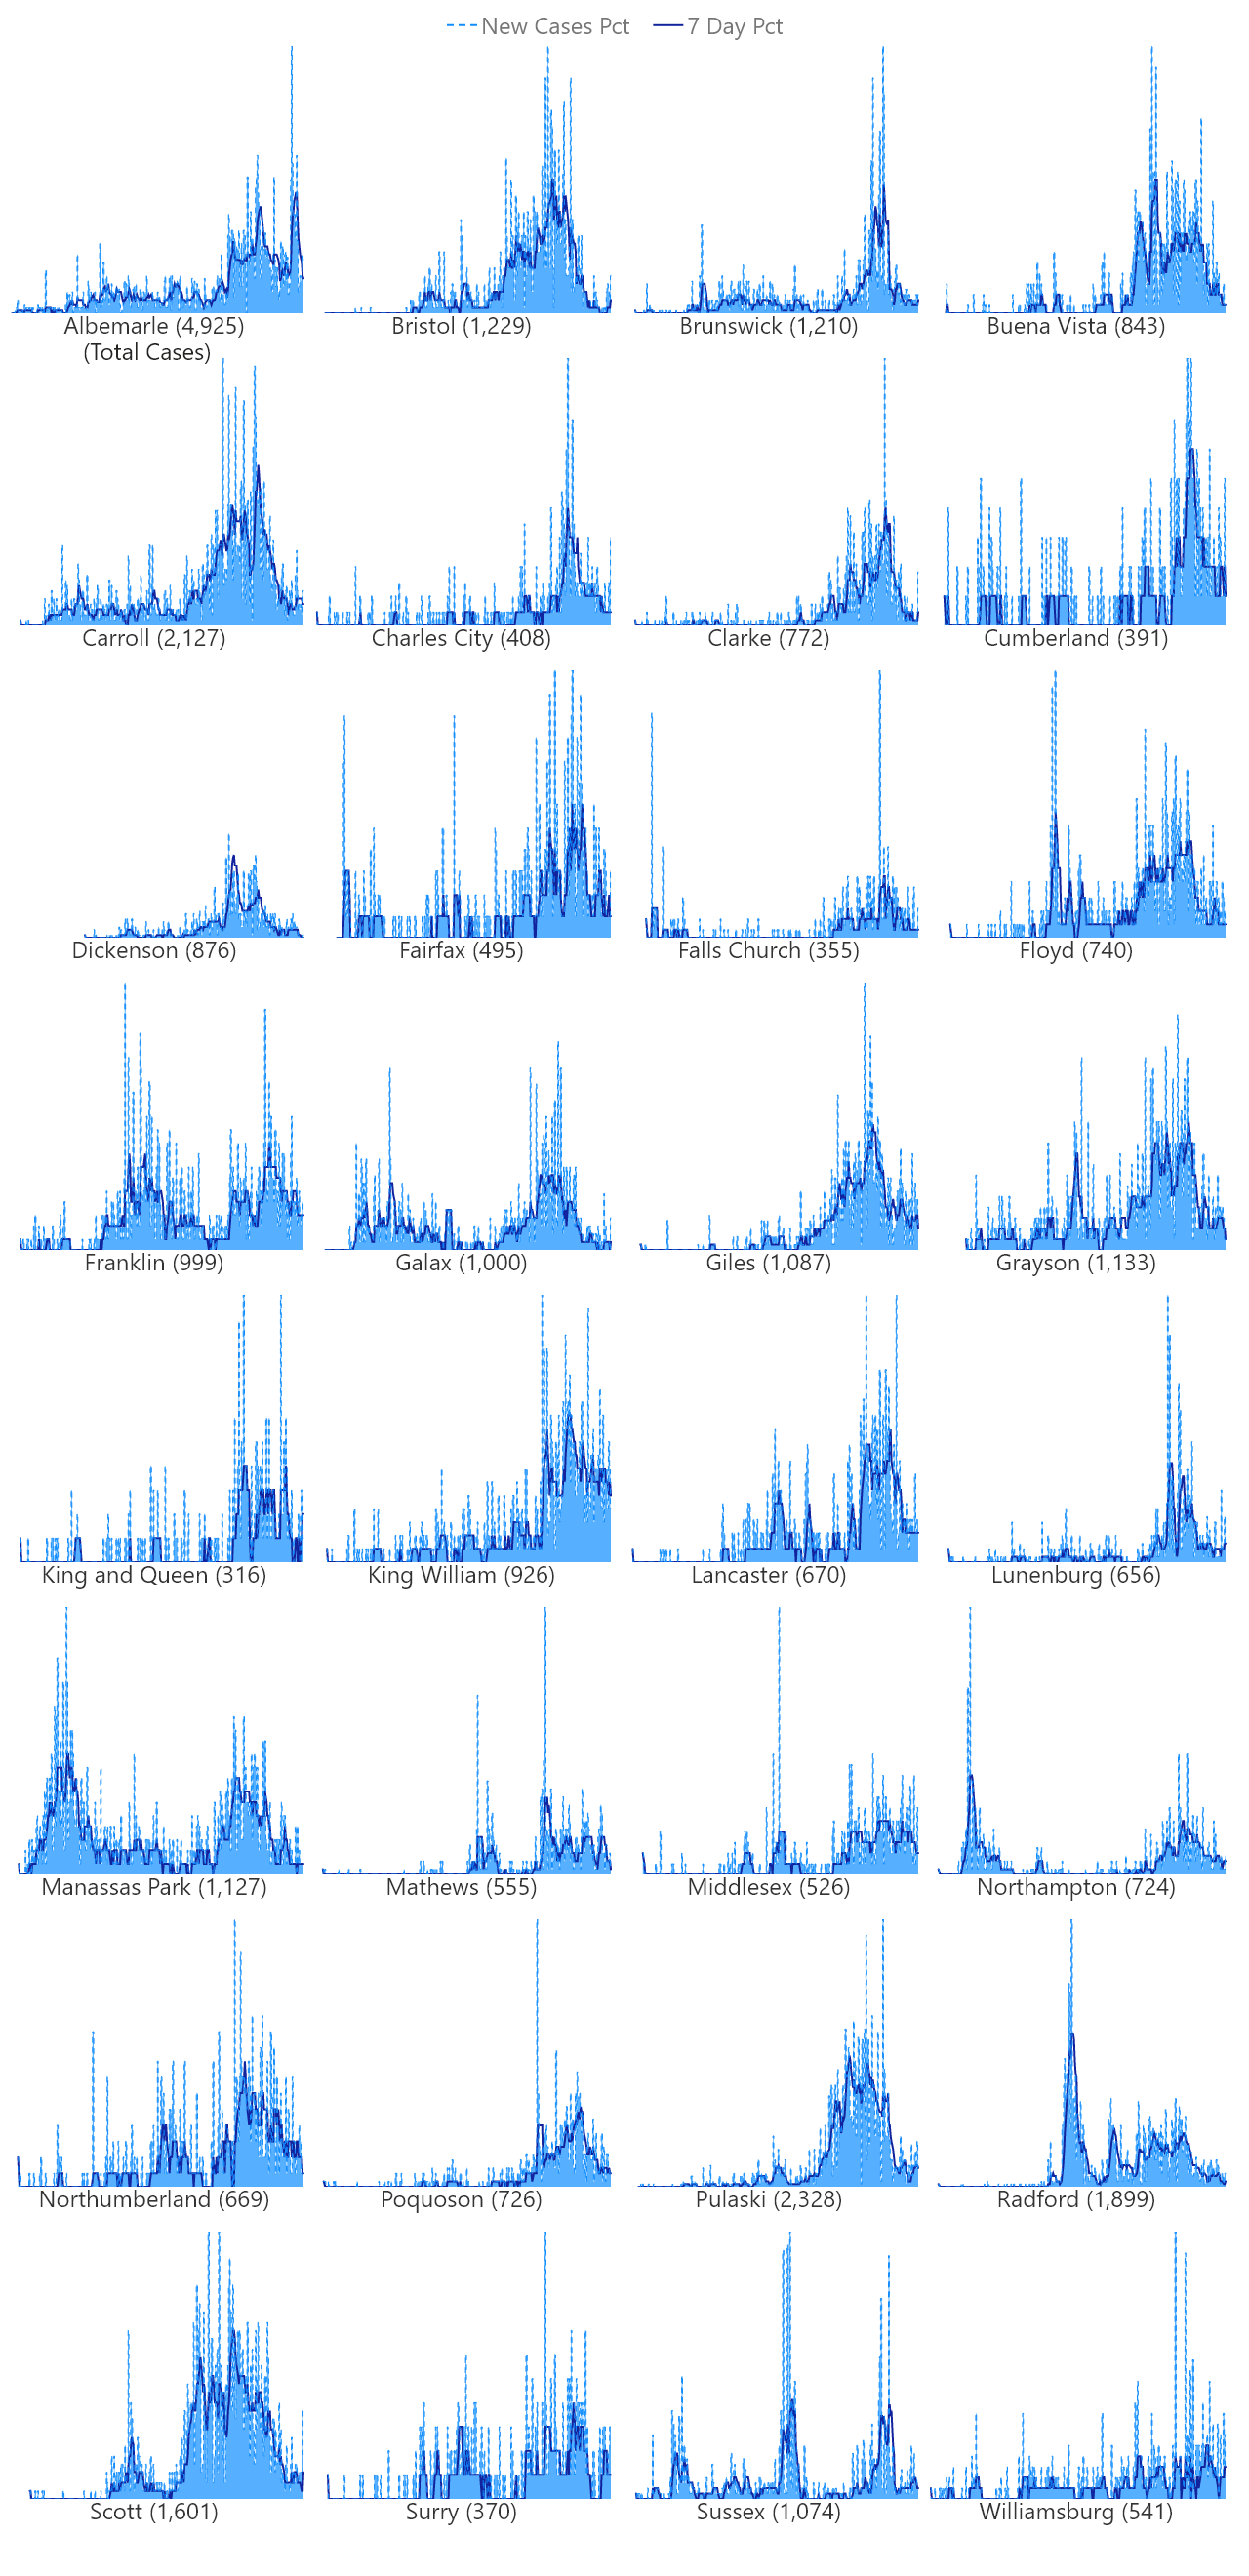 New Cases Pct 7 Day Pct
Albemarle (4,925) Bristol (1,229) Brunswick (1,210) Buena Vista (843)
(Total Cases)
Carroll (2,127) Charles City (408) Clarke (772) Cumberland (391)
Dickenson (876) Fairfax (495) Falls Church (355) Floyd (740)
Franklin (999) Galax (1,000) Giles (1,087) Grayson (1,133)
King and Queen (316) King William (926) Lancaster (670) Lunenburg (656)
Manassas Park (1,127) Mathews (555) Middlesex (526) Northampton (724)
Northumberland (669) Poquoson (726) Pulaski (2,328) Radford (1,899)
Scott (1,601) Surry (370) Sussex (1,074) Williamsburg (541)